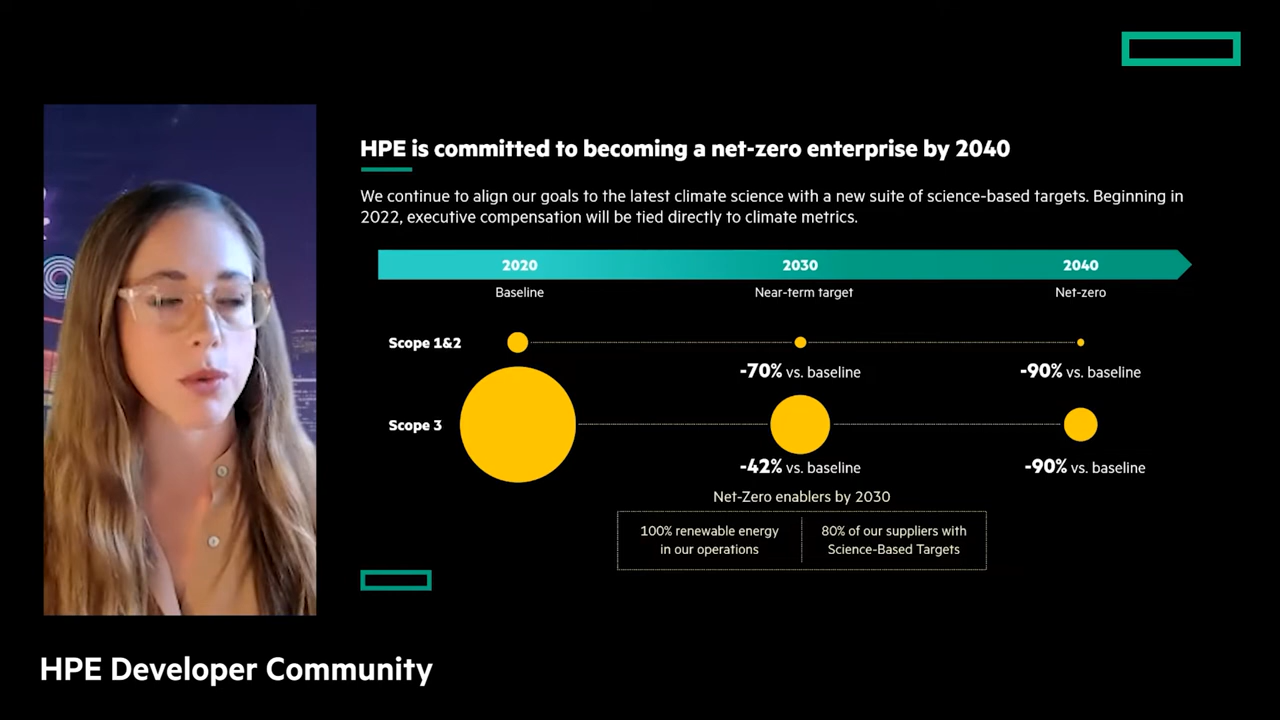 HPE is committed to becoming a net-zero enterprise by 2040
We continue to align our goals to the latest climate science with a new suite of science-based targets. Beginning in
2022, executive compensation will be tied directly to climate metrics.
2020 2030 2040
Baseline Near-term target Net-zero
Scope 1&2
-70% vs. baseline -90% vs. baseline
Scope 3
-42% vs. baseline -90% vs. baseline
Net-Zero enablers by 2030
100% renewable energy
in our operations
80% of our suppliers with
Science-Based Targets
HPE Developer Community